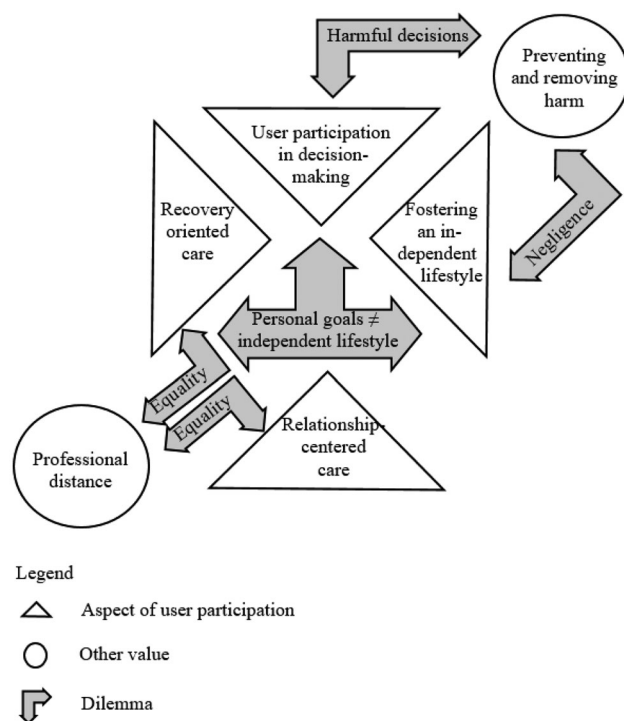 Harmful decisions
Preventing
and removing
harm
User participation
in decision-
making
Recovery
oriented
care
Fostering
an in-
dependent
lifestyle
Negligence
Personal goals ≠
independent lifestyle
Equality
Equality
Relationship-
centered
care
Professional
distance
Legend
Aspect of user participation
Other value
Dilemma